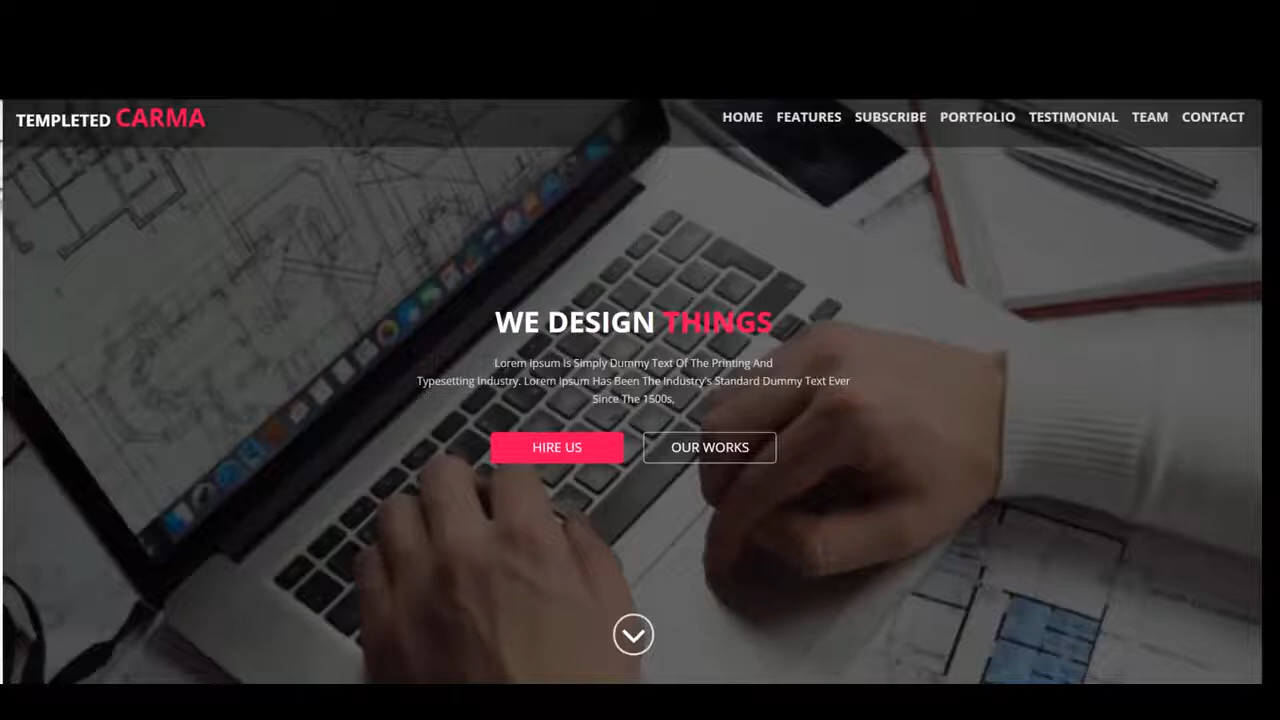 TEMPLETED CARMA
HOME FEATURES SUBSCRIBE PORTFOLIO TESTIMONIAL TEAM CONTACT
WE DESIGN THINGS
Lorem Ipsum Is Simply Dummy Text Of The Printing And
Typesetting Industry. Lorem Ipsum Has Been The Industry's Standard Dummy Text Ever
Since The 1500s,
HIRE US
OUR WORKS